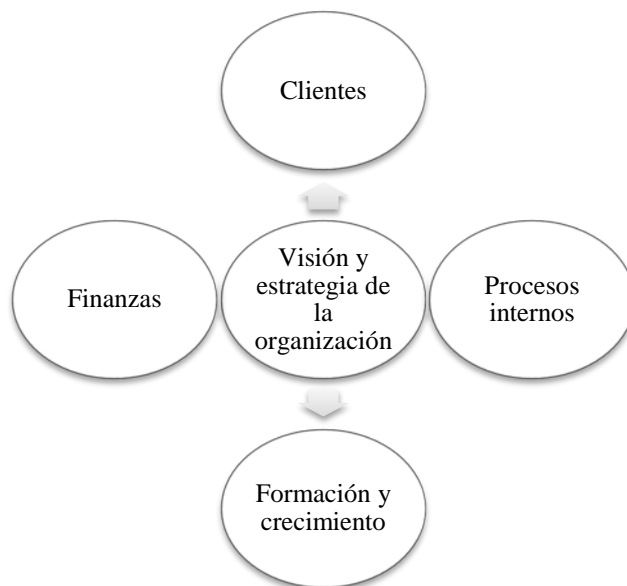 Clientes
Finanzas
Visión y
estrategia de
la
organización
Procesos
internos
Formación y
crecimiento